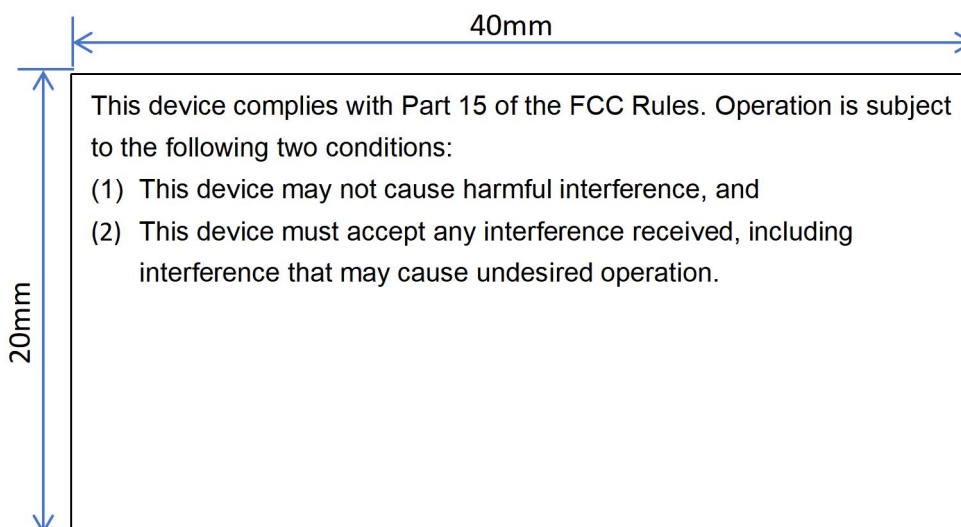 40mm
This device complies with Part 15 of the FCC Rules. Operation is subject
to the following two conditions:
(1) This device may not cause harmful interference, and
(2) This device must accept any interference received, including
interference that may cause undesired operation.
20mm